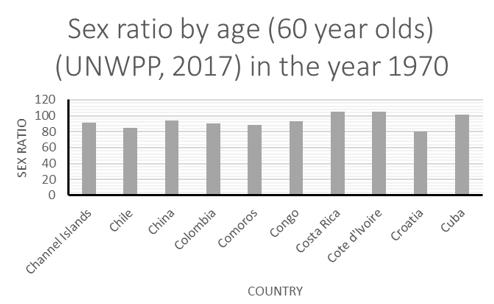 Sex ratio by age (60 year olds)
(UNWPP, 2017) in the year 1970
120
100
80
60
40
20
0
SEX RATIO
Channel Islands
Chile
China
Colombia
Comoros
Congo
Costa Rica
Cote d'Ivoire
Croatia
Cuba
COUNTRY